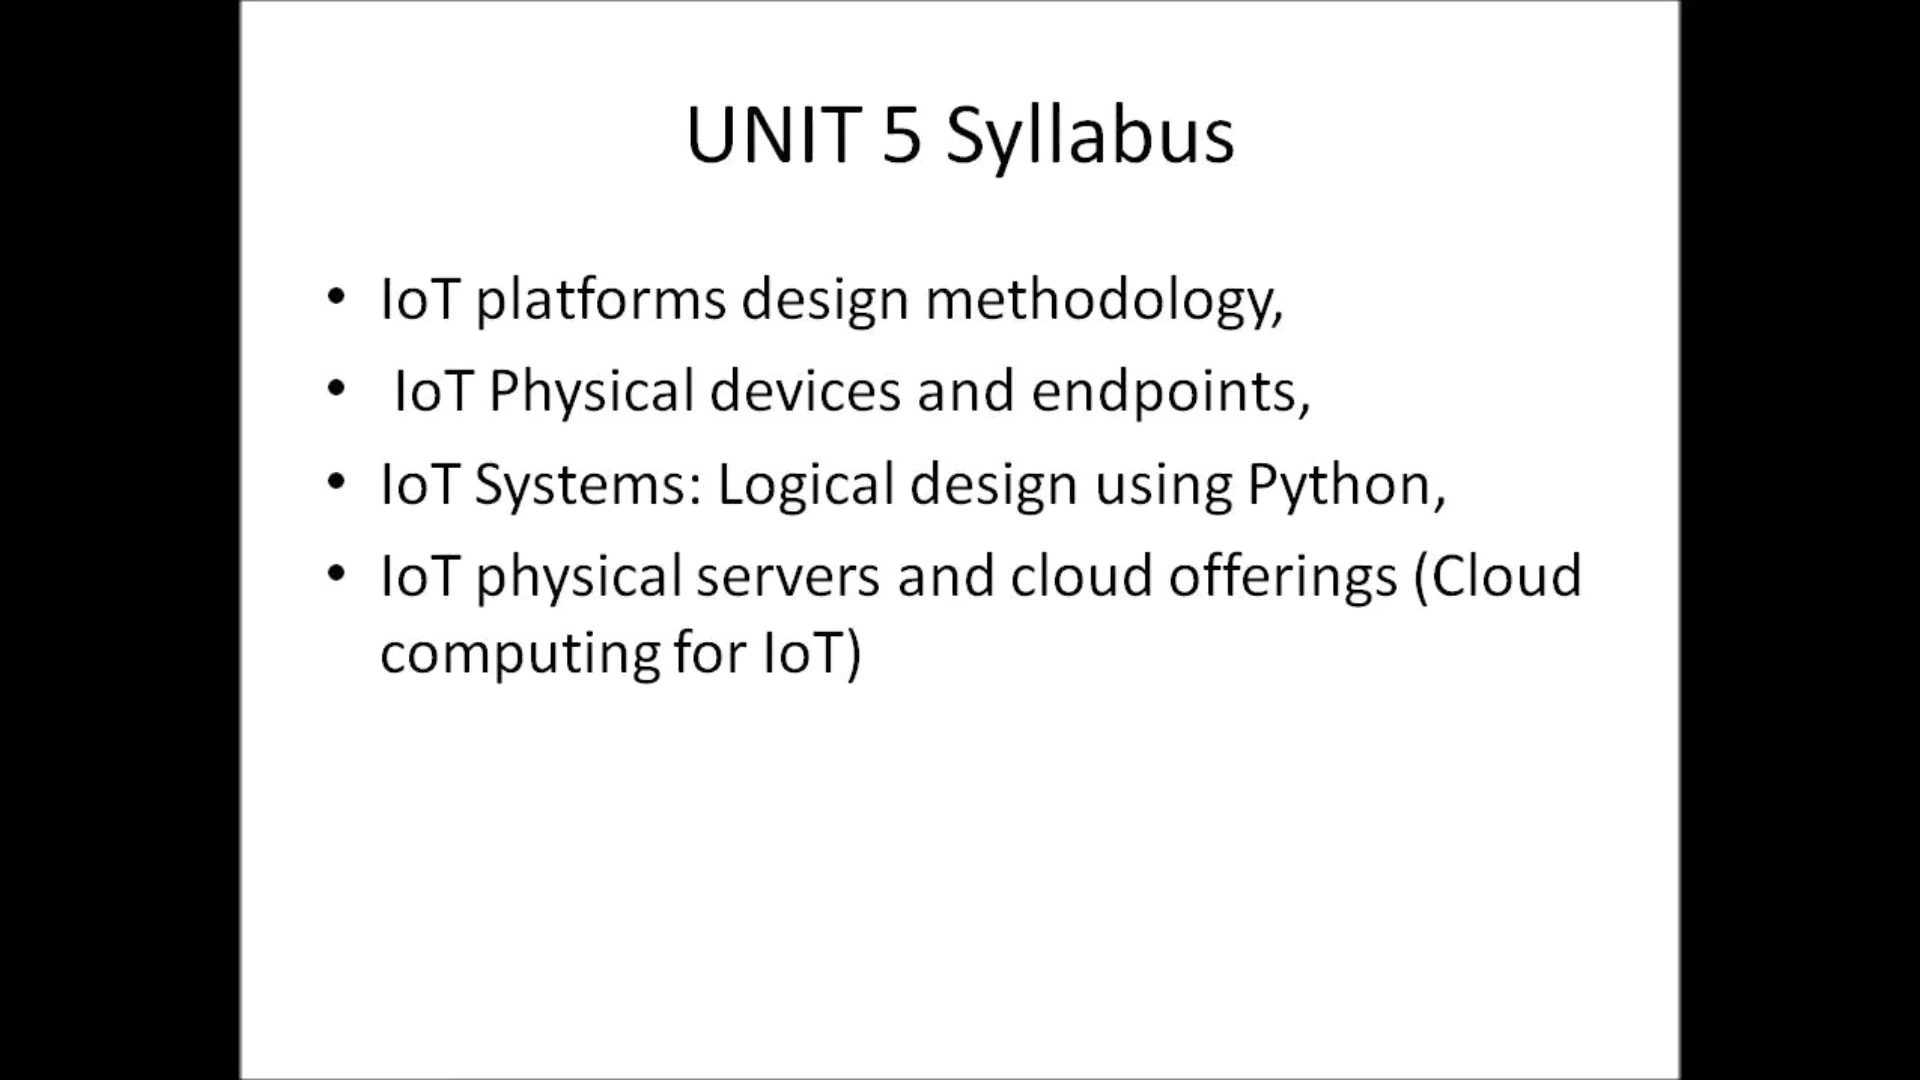 UNIT 5 Syllabus
• IoT platforms design methodology,
• IoT Physical devices and endpoints,
• IoT Systems: Logical design using Python,
• IoT physical servers and cloud offerings (Cloud
computing for IoT)